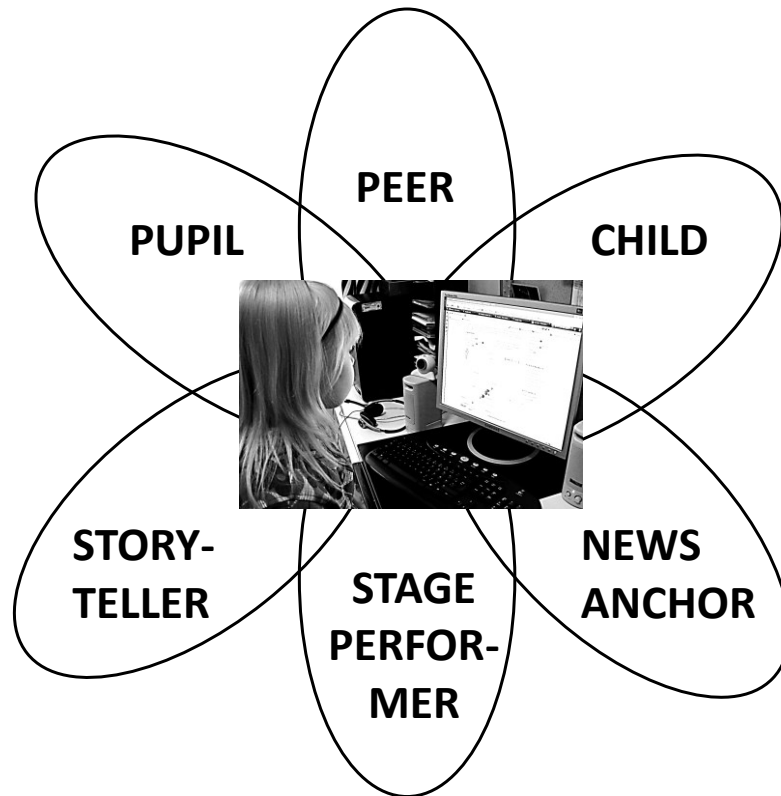 PEER
PUPIL
CHILD
STORY-
TELLER
STAGE
PERFOR-
MER
NEWS
ANCHOR